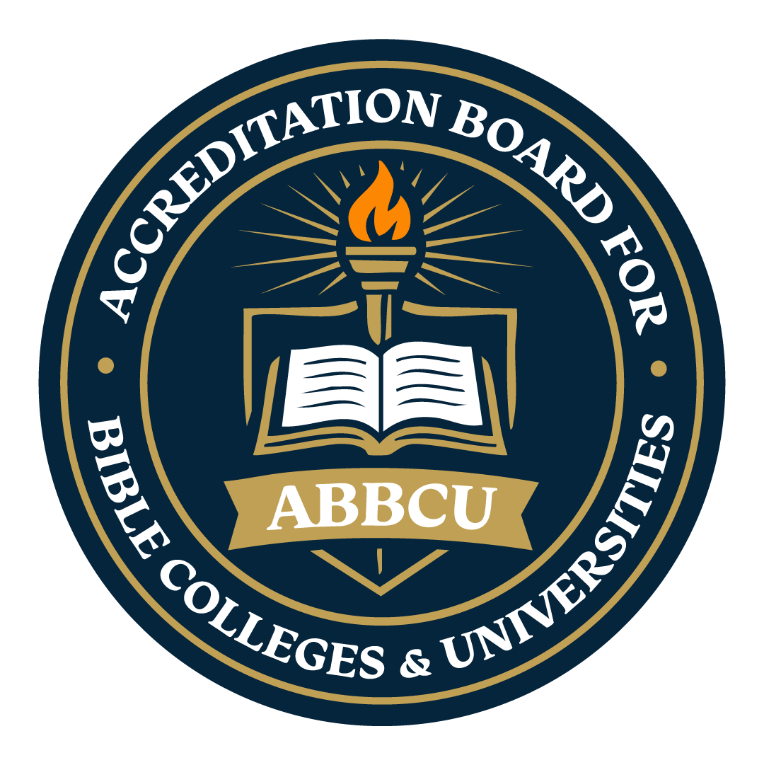 ACCREDITATION BOARD FOR
ABBCU
BIBLE COLLEGES & UNIVERSITIES